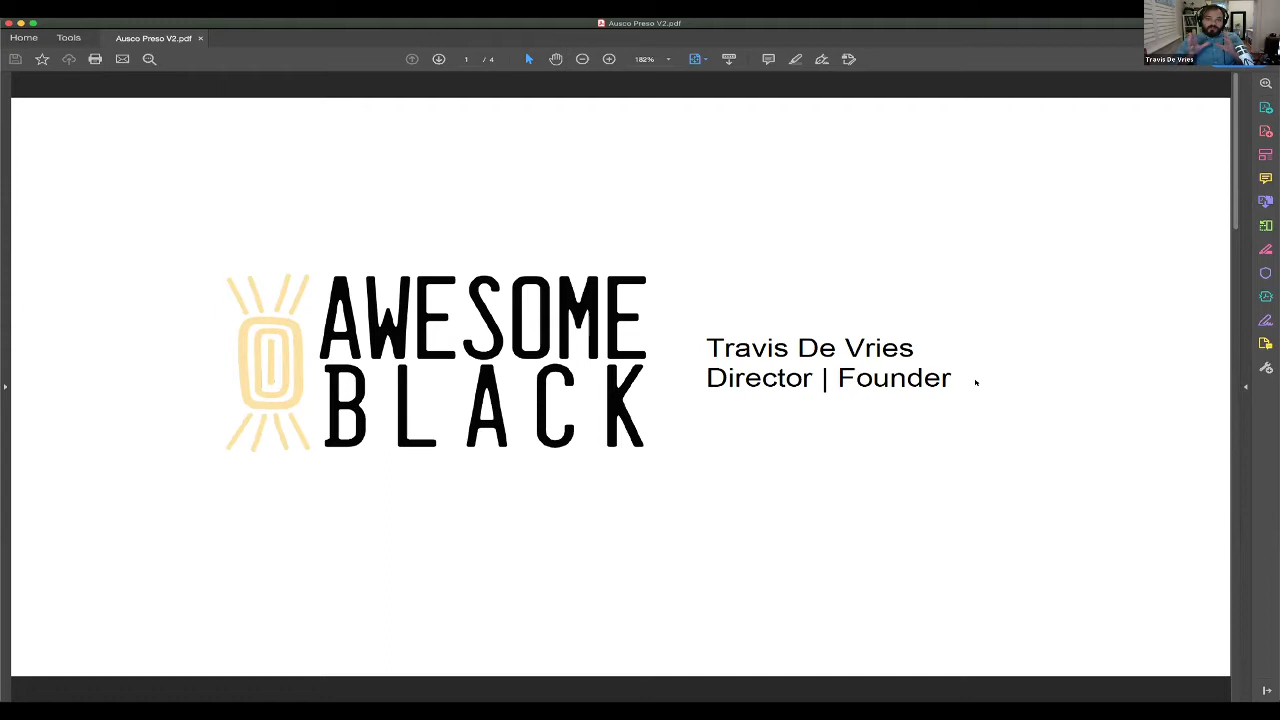 Ausco Preso V2.pdf
Home
Tools
Ausco Preso V2.pdf
1 / 4
182%
Travis De Vries
AWESOME
BLACK
Travis De Vries
Director | Founder